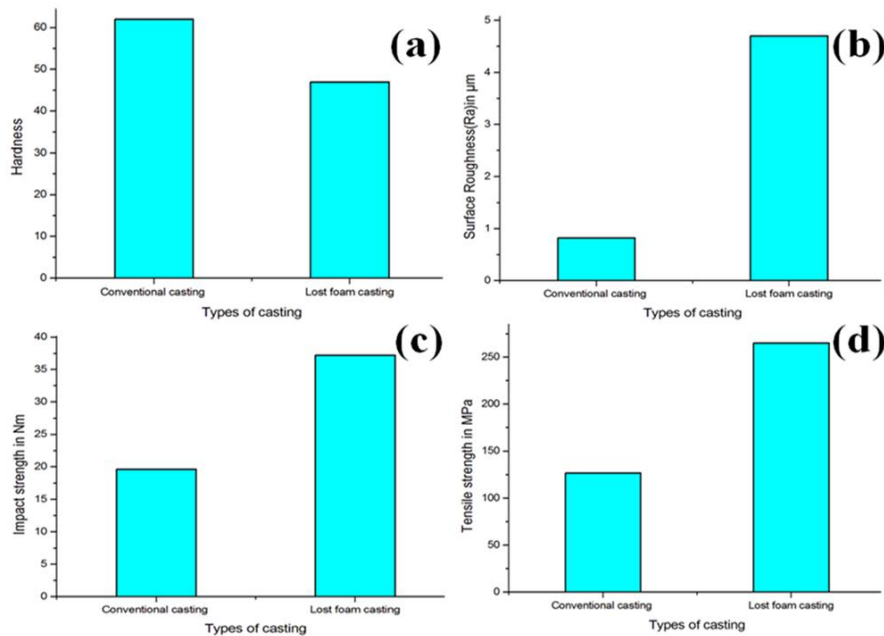 (a)
Hardness
60
50
40
30
20
10
0
Conventional casting
Lost foam casting
Types of casting
(b)
Surface Roughness(Ra)in μm
5
4
3
2
1
0
Conventional casting
Lost foam casting
Types of casting
(c)
Impact strength in Nm
40
35
30
25
20
15
10
5
0
Conventional casting
Lost foam casting
Types of casting
(d)
Tensile strength in MPa
250
200
150
100
50
0
Conventional casting
Lost foam casting
Types of casting